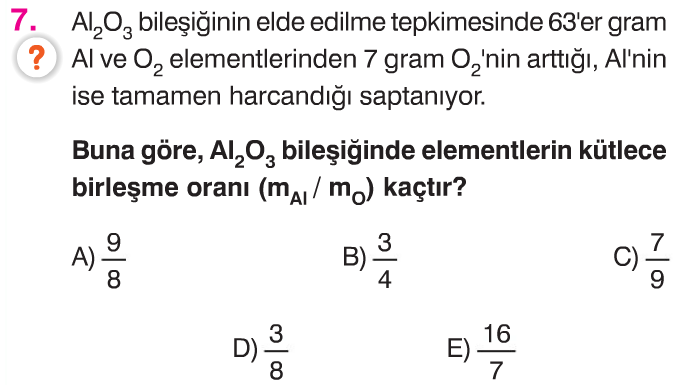 7. Al₂O₃ bileşiğinin elde edilme tepkimesinde 63'er gram
? Al ve O₂ elementlerinden 7 gram O₂'nin arttığı, Al'nin
ise tamamen harcandığı saptanıyor.
Buna göre, Al₂O₃ bileşiğinde elementlerin kütlece
birleşme oranı (m_Al / m_O) kaçtır?
A) 9/8 B) 3/4 C) 7/9
D) 3/8 E) 16/7